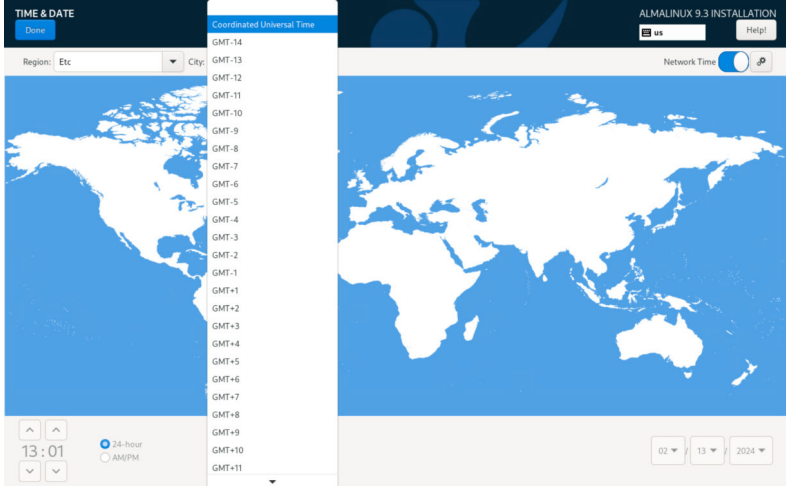 TIME & DATE
Done
ALMALINUX 9.3 INSTALLATION
us
Help!
Region: Etc
City:
Network Time
Coordinated Universal Time
GMT-14
GMT-13
GMT-12
GMT-11
GMT-10
GMT-9
GMT-8
GMT-7
GMT-6
GMT-5
GMT-4
GMT-3
GMT-2
GMT-1
GMT+1
GMT+2
GMT+3
GMT+4
GMT+5
GMT+6
GMT+7
GMT+8
GMT+9
GMT+10
GMT+11
13:01
24-hour
AM/PM
02 / 13 / 2024